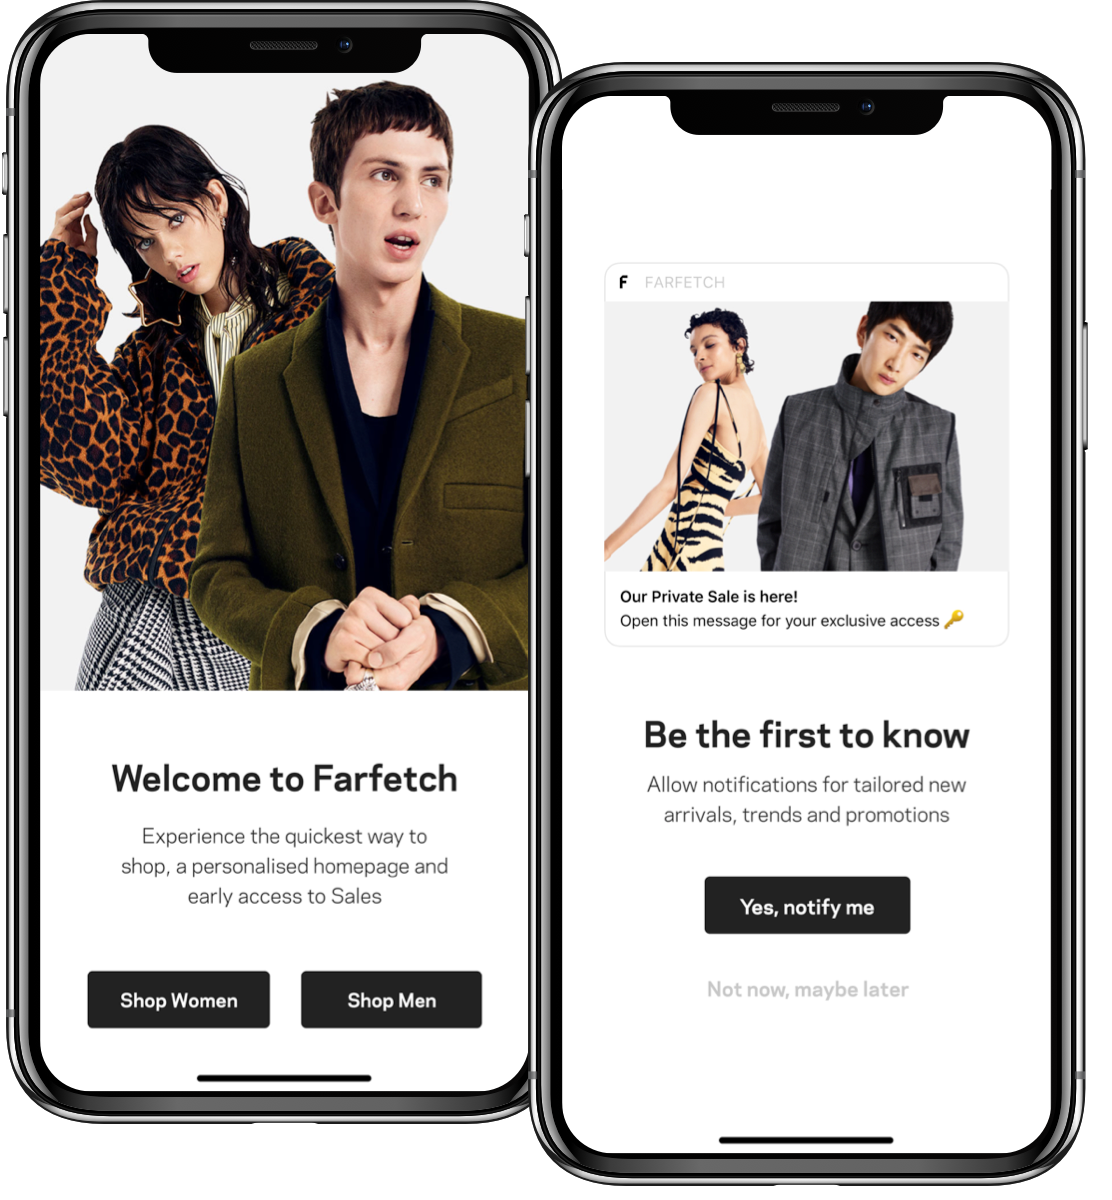 Welcome to Farfetch
Experience the quickest way to
shop, a personalised homepage and
early access to Sales
Shop Women
Shop Men
F FARFETCH
Our Private Sale is here!
Open this message for your exclusive access 🔑
Be the first to know
Allow notifications for tailored new
arrivals, trends and promotions
Yes, notify me
Not now, maybe later